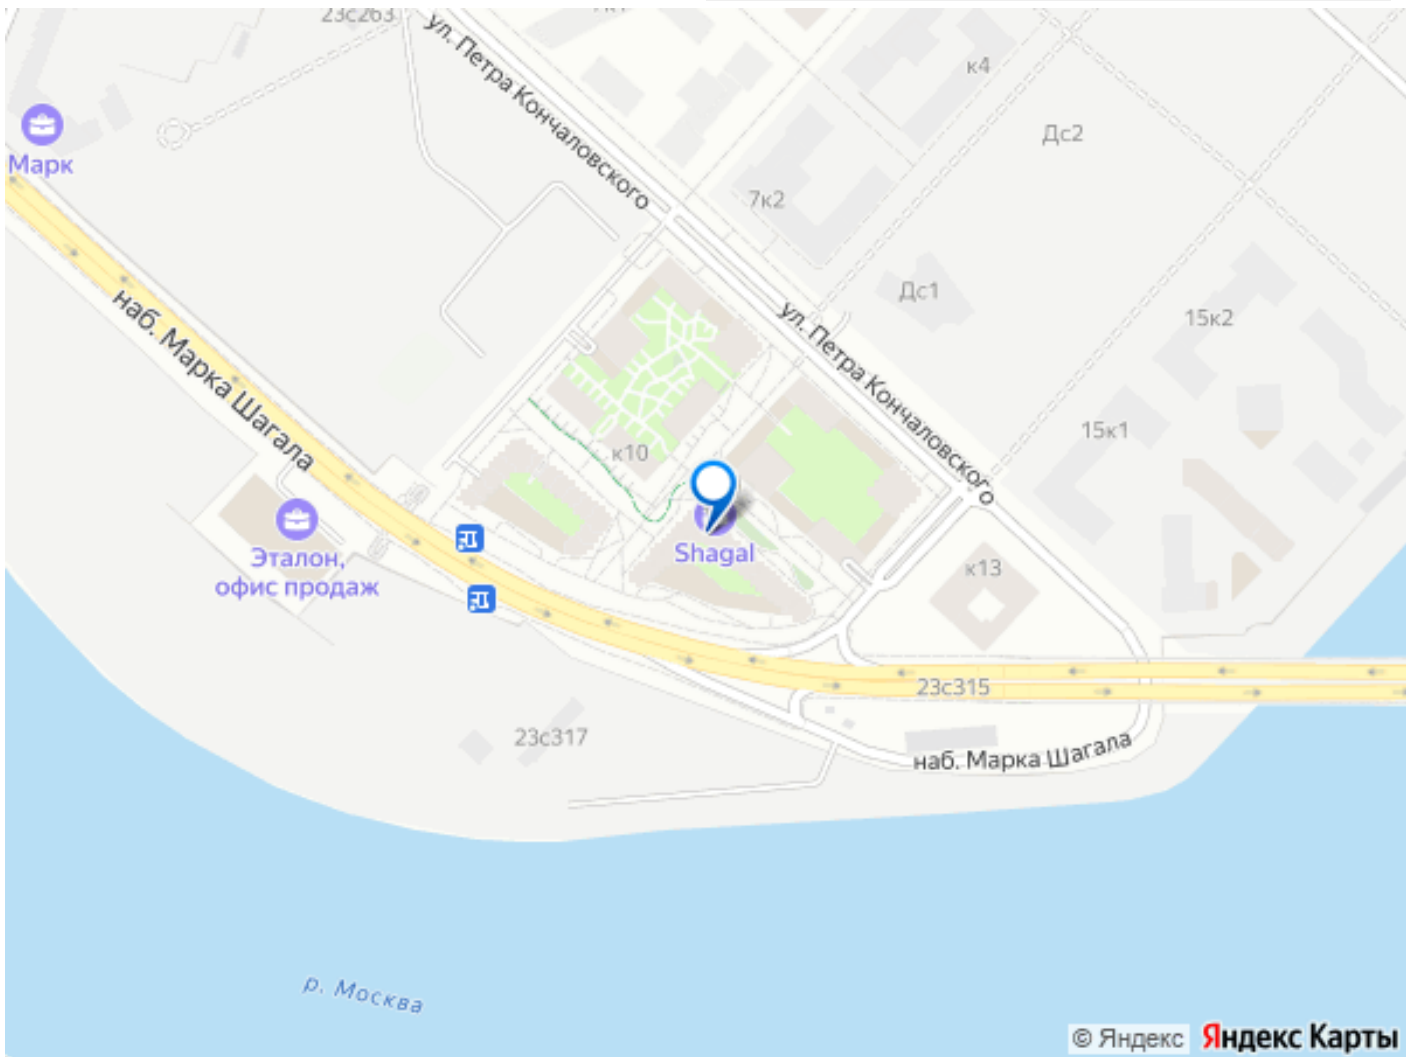 23с263
ул. Петра Кончаловского
к4
Марк
Дс2
7к2
Дс1
ул. Петра Кончаловского
15к2
наб. Марка Шагала
15к1
к10
Shagal
Эталон,
офис продаж
к13
23с315
23с317
наб. Марка Шагала
р. Москва
© Яндекс Яндекс Карты